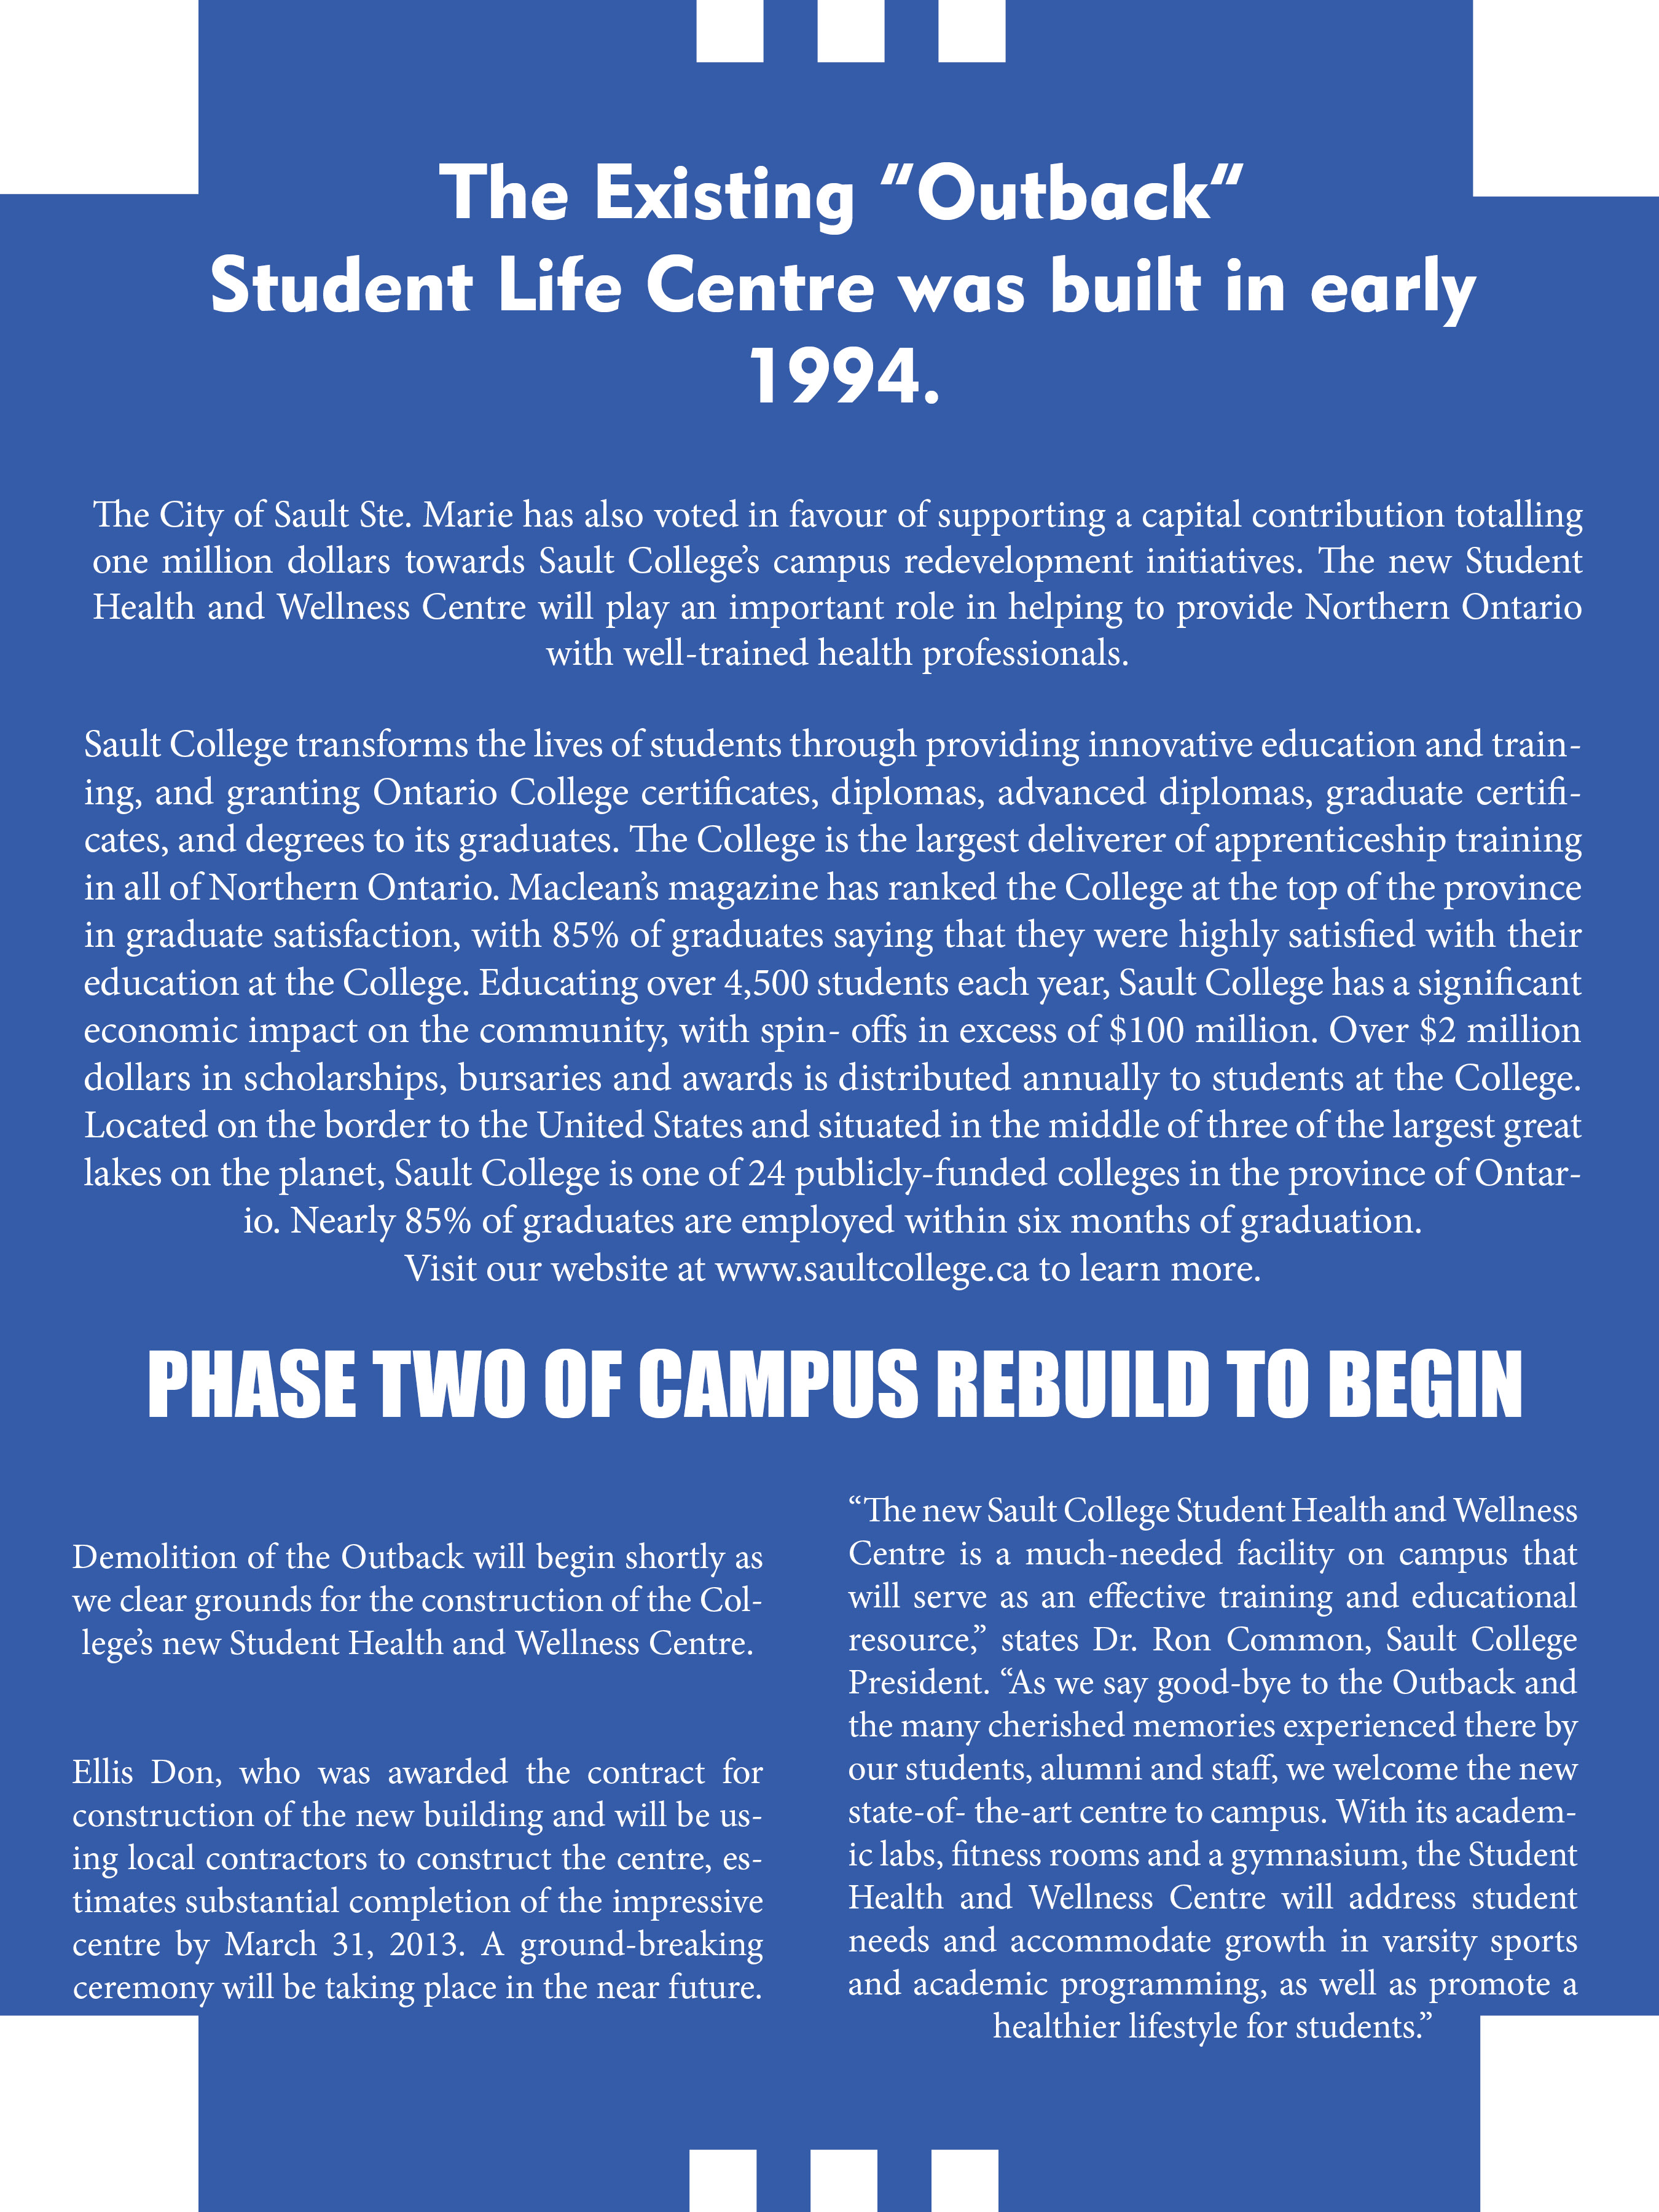 The Existing "Outback"
Student Life Centre was built in early
1994.
The City of Sault Ste. Marie has also voted in favour of supporting a capital contribution totalling
one million dollars towards Sault College’s campus redevelopment initiatives. The new Student
Health and Wellness Centre will play an important role in helping to provide Northern Ontario
with well-trained health professionals.
Sault College transforms the lives of students through providing innovative education and train-
ing, and granting Ontario College certificates, diplomas, advanced diplomas, graduate certifi-
cates, and degrees to its graduates. The College is the largest deliverer of apprenticeship training
in all of Northern Ontario. Maclean’s magazine has ranked the College at the top of the province
in graduate satisfaction, with 85% of graduates saying that they were highly satisfied with their
education at the College. Educating over 4,500 students each year, Sault College has a significant
economic impact on the community, with spin- offs in excess of $100 million. Over $2 million
dollars in scholarships, bursaries and awards is distributed annually to students at the College.
Located on the border to the United States and situated in the middle of three of the largest great
lakes on the planet, Sault College is one of 24 publicly-funded colleges in the province of Ontar-
io. Nearly 85% of graduates are employed within six months of graduation.
Visit our website at www.saultcollege.ca to learn more.
PHASE TWO OF CAMPUS REBUILD TO BEGIN
Demolition of the Outback will begin shortly as
we clear grounds for the construction of the Col-
lege’s new Student Health and Wellness Centre.
Ellis Don, who was awarded the contract for
construction of the new building and will be us-
ing local contractors to construct the centre, es-
timates substantial completion of the impressive
centre by March 31, 2013. A ground-breaking
ceremony will be taking place in the near future.
“The new Sault College Student Health and Wellness
Centre is a much-needed facility on campus that
will serve as an effective training and educational
resource,” states Dr. Ron Common, Sault College
President. “As we say good-bye to the Outback and
the many cherished memories experienced there by
our students, alumni and staff, we welcome the new
state-of- the-art centre to campus. With its academ-
ic labs, fitness rooms and a gymnasium, the Student
Health and Wellness Centre will address student
needs and accommodate growth in varsity sports
and academic programming, as well as promote a
healthier lifestyle for students.”